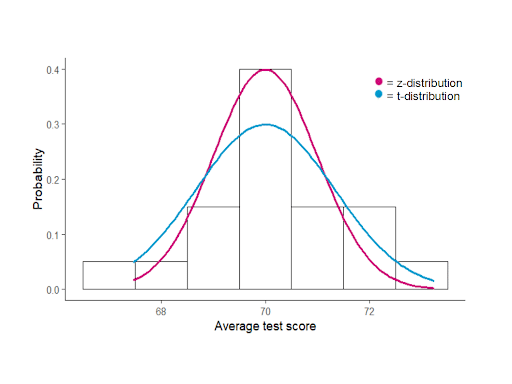 0.4
0.3
0.2
0.1
0.0
Probability
= z-distribution
= t-distribution
68
70
72
Average test score